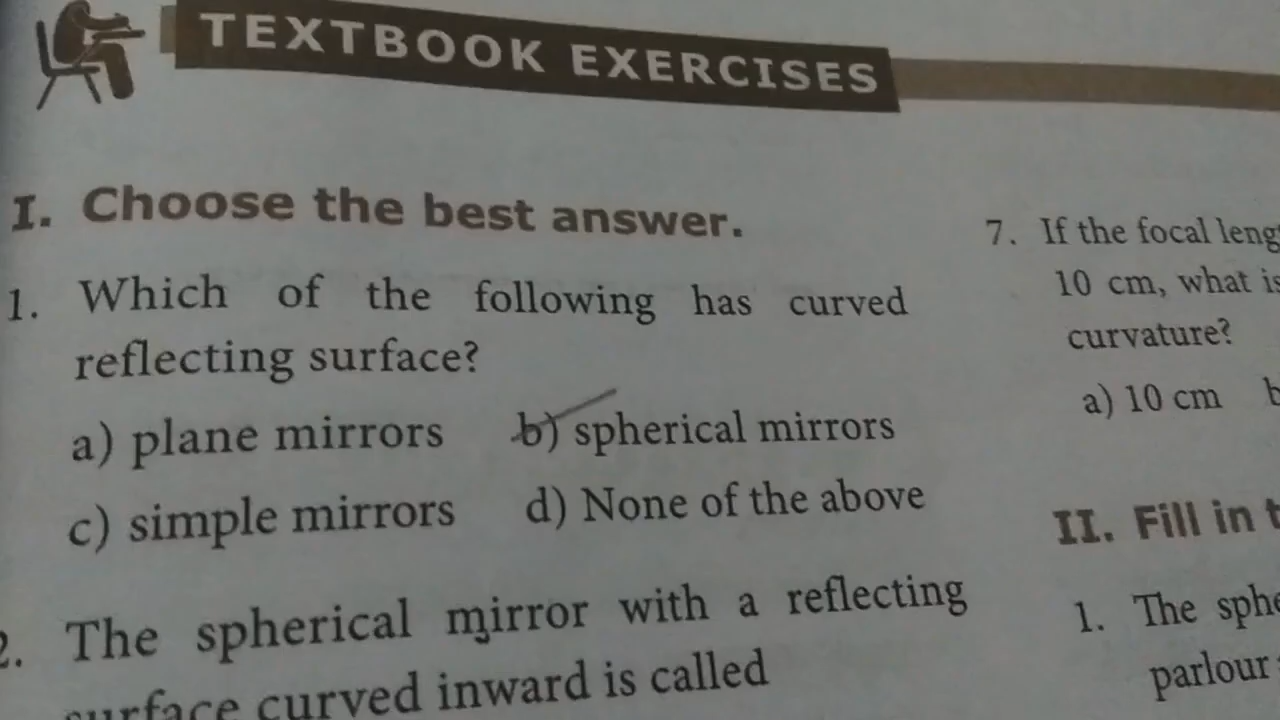 TEXTBOOK EXERCISES
I. Choose the best answer.
1. Which of the following has curved
reflecting surface?
a) plane mirrors b) spherical mirrors
c) simple mirrors d) None of the above
2. The spherical mirror with a reflecting
surface curved inward is called
7. If the focal
10 cm, what
curvature?
a) 10 cm
II. Fill in
1. The
parlour